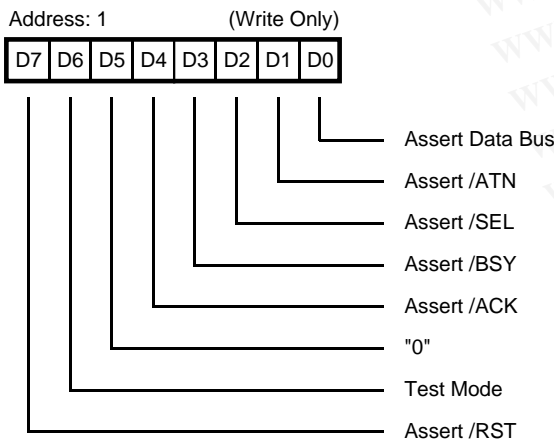 Address: 1 (Write Only)
D7 D6 D5 D4 D3 D2 D1 D0
Assert Data Bus
Assert /ATN
Assert /SEL
Assert /BSY
Assert /ACK
"0"
Test Mode
Assert /RST